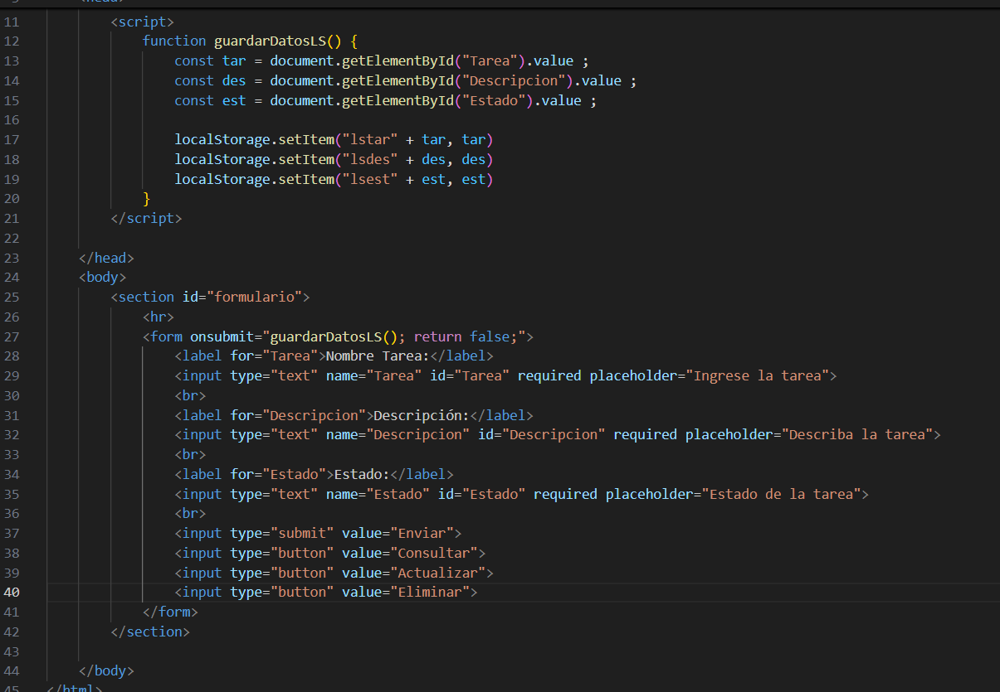 11 <script>
12 function guardarDatosLS() {
13 const tar = document.getElementById("Tarea").value ;
14 const des = document.getElementById("Descripcion").value ;
15 const est = document.getElementById("Estado").value ;
16
17 localStorage.setItem("lstar" + tar, tar)
18 localStorage.setItem("lsdes" + des, des)
19 localStorage.setItem("lsest" + est, est)
20 }
21 </script>
22
23 </head>
24 <body>
25 <section id="formulario">
26 <hr>
27 <form onsubmit="guardarDatosLS(); return false;">
28 <label for="Tarea">Nombre Tarea:</label>
29 <input type="text" name="Tarea" id="Tarea" required placeholder="Ingrese la tarea">
30 <br>
31 <label for="Descripcion">Descripción:</label>
32 <input type="text" name="Descripcion" id="Descripcion" required placeholder="Describa la tarea">
33 <br>
34 <label for="Estado">Estado:</label>
35 <input type="text" name="Estado" id="Estado" required placeholder="Estado de la tarea">
36 <br>
37 <input type="submit" value="Enviar">
38 <input type="button" value="Consultar">
39 <input type="button" value="Actualizar">
40 <input type="button" value="Eliminar">
41 </form>
42 </section>
43
44 </body>
45 </html>